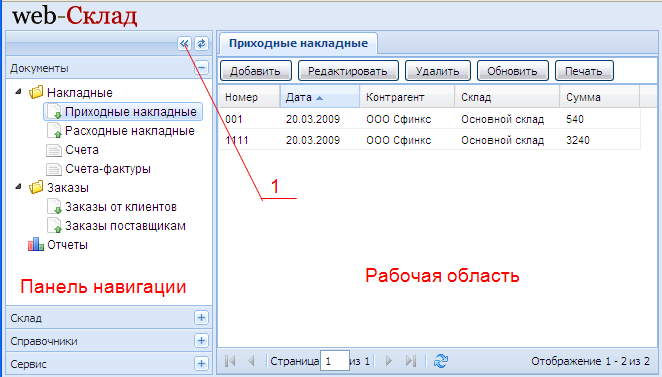 web-Склад
Документы
Накладные
Приходные накладные
Расходные накладные
Счета
Счета-фактуры
Заказы
Заказы от клиентов
Заказы поставщикам
Отчеты
Панель навигации
Склад
Справочники
Сервис
Приходные накладные
Добавить Редактировать Удалить Обновить Печать
Номер Дата Контрагент Склад Сумма
001 20.03.2009 ООО Сфинкс Основной склад 540
1111 20.03.2009 ООО Сфинкс Основной склад 3240
1
Рабочая область
Страница 1 из 1 Отображение 1 - 2 из 2